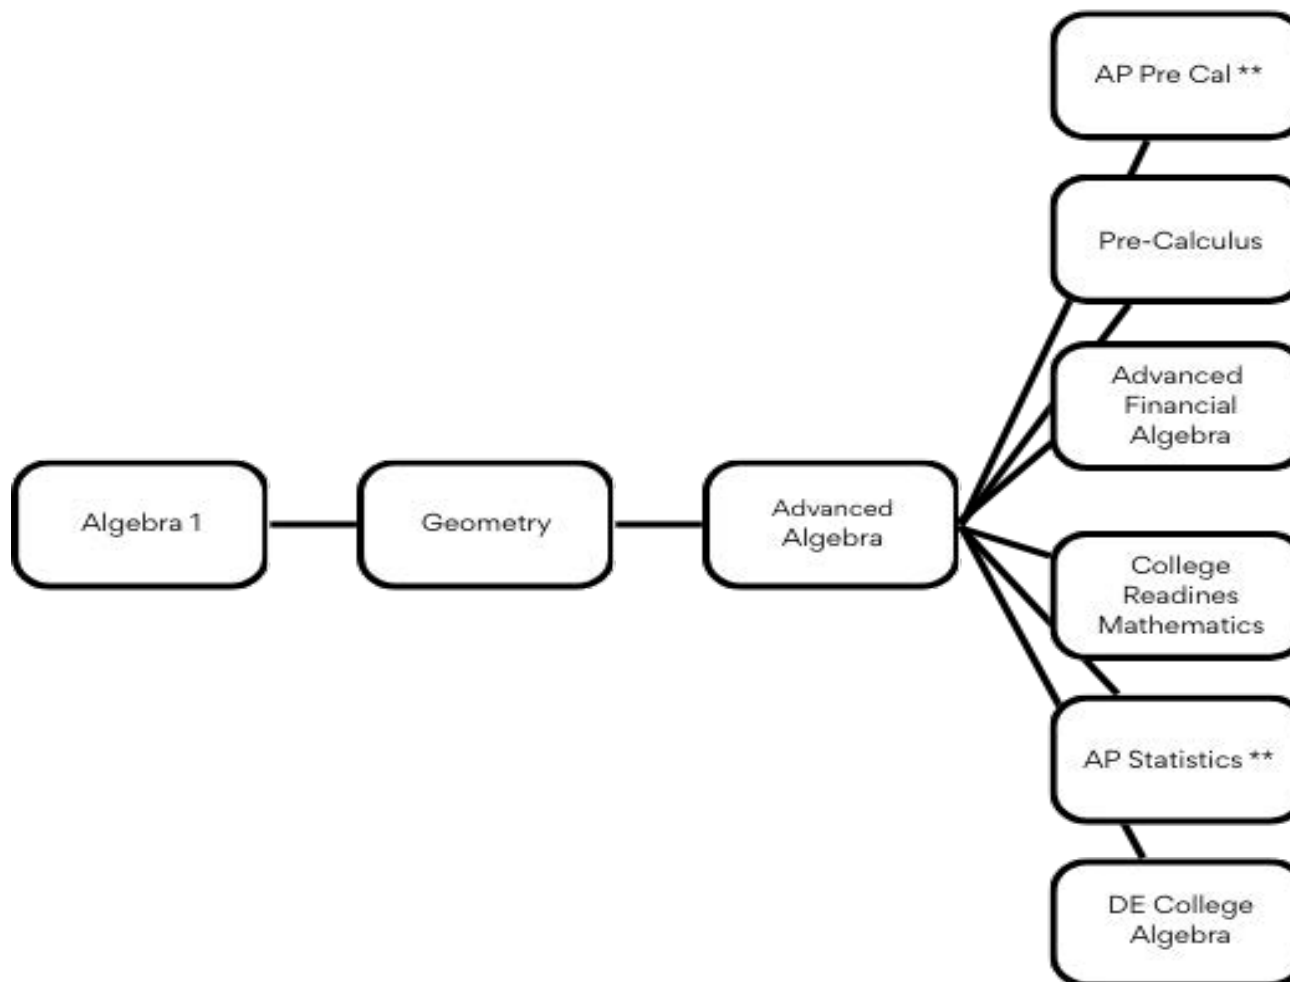 AP Pre Cal **
Pre-Calculus
Advanced
Financial
Algebra
Algebra 1
Geometry
Advanced
Algebra
College
Readines
Mathematics
AP Statistics **
DE College
Algebra